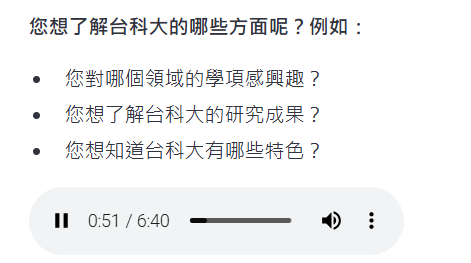 您想了解台科大的哪些方面呢？例如：
• 您對哪個領域的學項感興趣？
• 您想了解台科大的研究成果？
• 您想知道台科大有哪些特色？
0:51 / 6:40